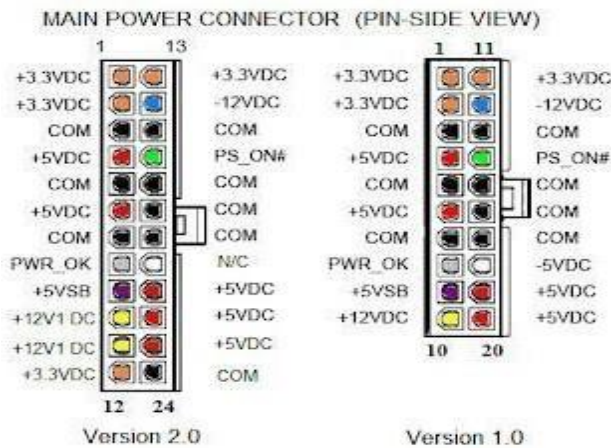 MAIN POWER CONNECTOR (PIN-SIDE VIEW)
1 13
+3.3VDC +3.3VDC
+3.3VDC -12VDC
COM COM
+5VDC PS_ON#
COM COM
+5VDC COM
COM COM
PWR_OK N/C
+5VSB +5VDC
+12V1 DC +5VDC
+12V1 DC +5VDC
+3.3VDC COM
12 24
Version 2.0
1 11
+3.3VDC +3.3VDC
+3.3VDC -12VDC
COM COM
+5VDC PS_ON#
COM COM
+5VDC COM
COM COM
PWR_OK -5VDC
+5VSB +5VDC
+12VDC +5VDC
10 20
Version 1.0